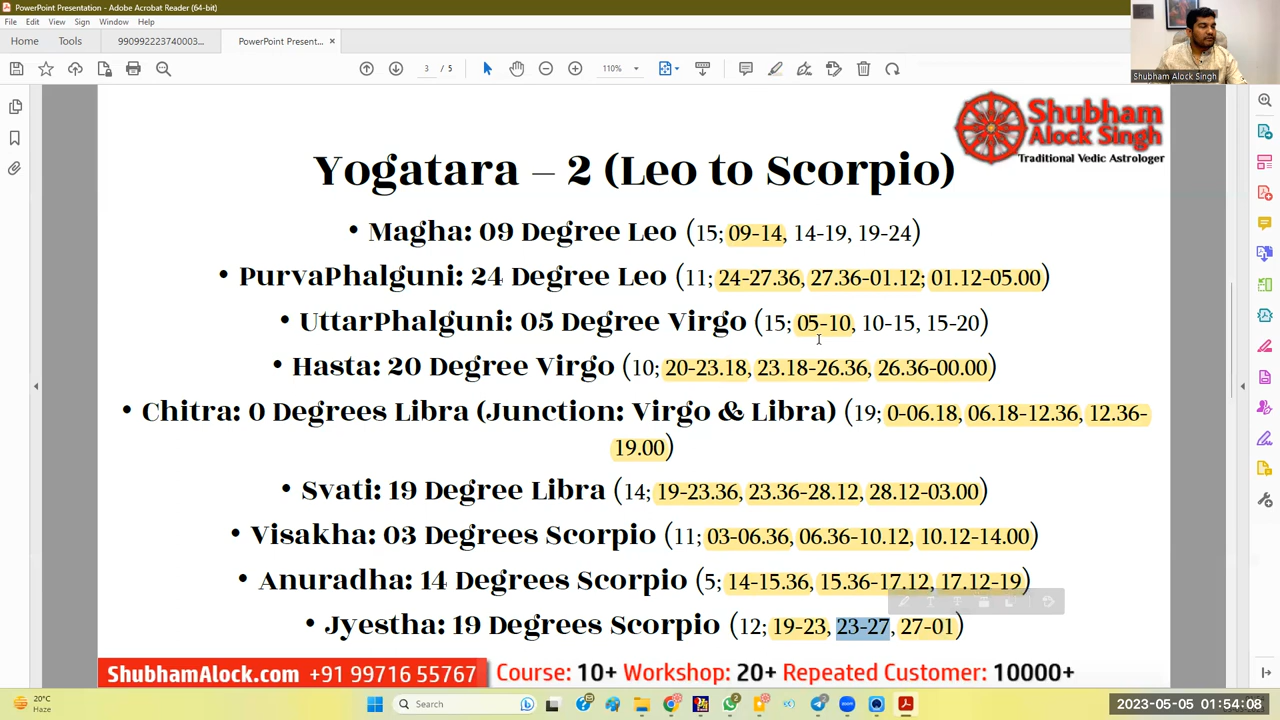 PowerPoint Presentation - Adobe Acrobat Reader (64-bit)
File Edit View Sign Window Help
Home Tools 990992223740003... PowerPoint Present... ×
3 / 5 110%
Shubham Alock Singh
Shubham
Alock Singh
Traditional Vedic Astrologer
Yogatara – 2 (Leo to Scorpio)
• Magha: 09 Degree Leo (15; 09-14, 14-19, 19-24)
• PurvaPhalguni: 24 Degree Leo (11; 24-27.36, 27.36-01.12; 01.12-05.00)
• UttarPhalguni: 05 Degree Virgo (15; 05-10, 10-15, 15-20)
• Hasta: 20 Degree Virgo (10; 20-23.18, 23.18-26.36, 26.36-00.00)
• Chitra: 0 Degrees Libra (Junction: Virgo & Libra) (19; 0-06.18, 06.18-12.36, 12.36-
19.00)
• Svati: 19 Degree Libra (14; 19-23.36, 23.36-28.12, 28.12-03.00)
• Visakha: 03 Degrees Scorpio (11; 03-06.36, 06.36-10.12, 10.12-14.00)
• Anuradha: 14 Degrees Scorpio (5; 14-15.36, 15.36-17.12, 17.12-19)
• Jyestha: 19 Degrees Scorpio (12; 19-23, 23-27, 27-01)
ShubhamAlock.com +91 99716 55767 Course: 10+ Workshop: 20+ Repeated Customer: 10000+
20°C
Haze
Search
2023-05-05 01:54:08